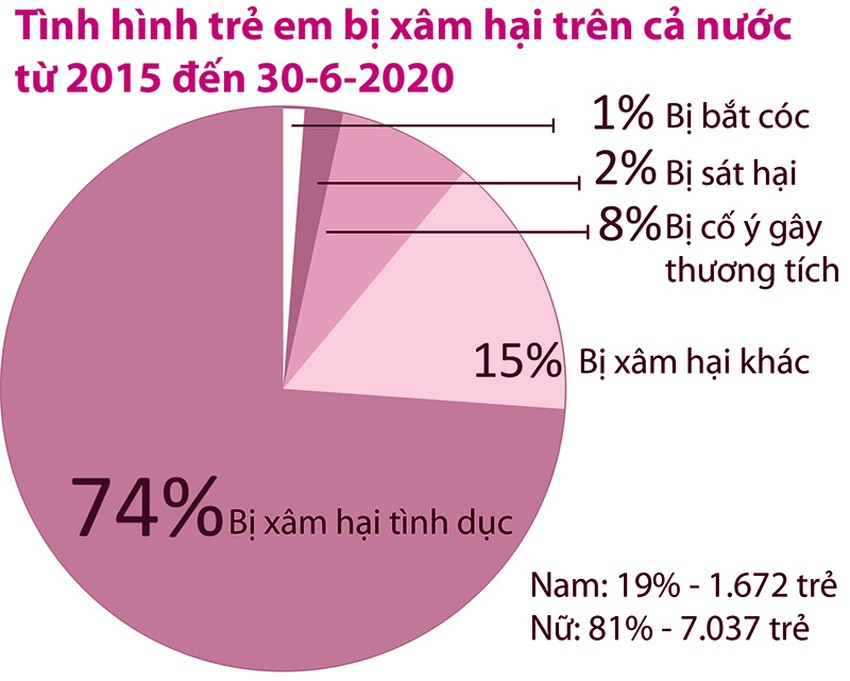 Tình hình trẻ em bị xâm hại trên cả nước
từ 2015 đến 30-6-2020
1% Bị bắt cóc
2% Bị sát hại
8% Bị cố ý gây
thương tích
15% Bị xâm hại khác
74% Bị xâm hại tình dục
Nam: 19% - 1.672 trẻ
Nữ: 81% - 7.037 trẻ